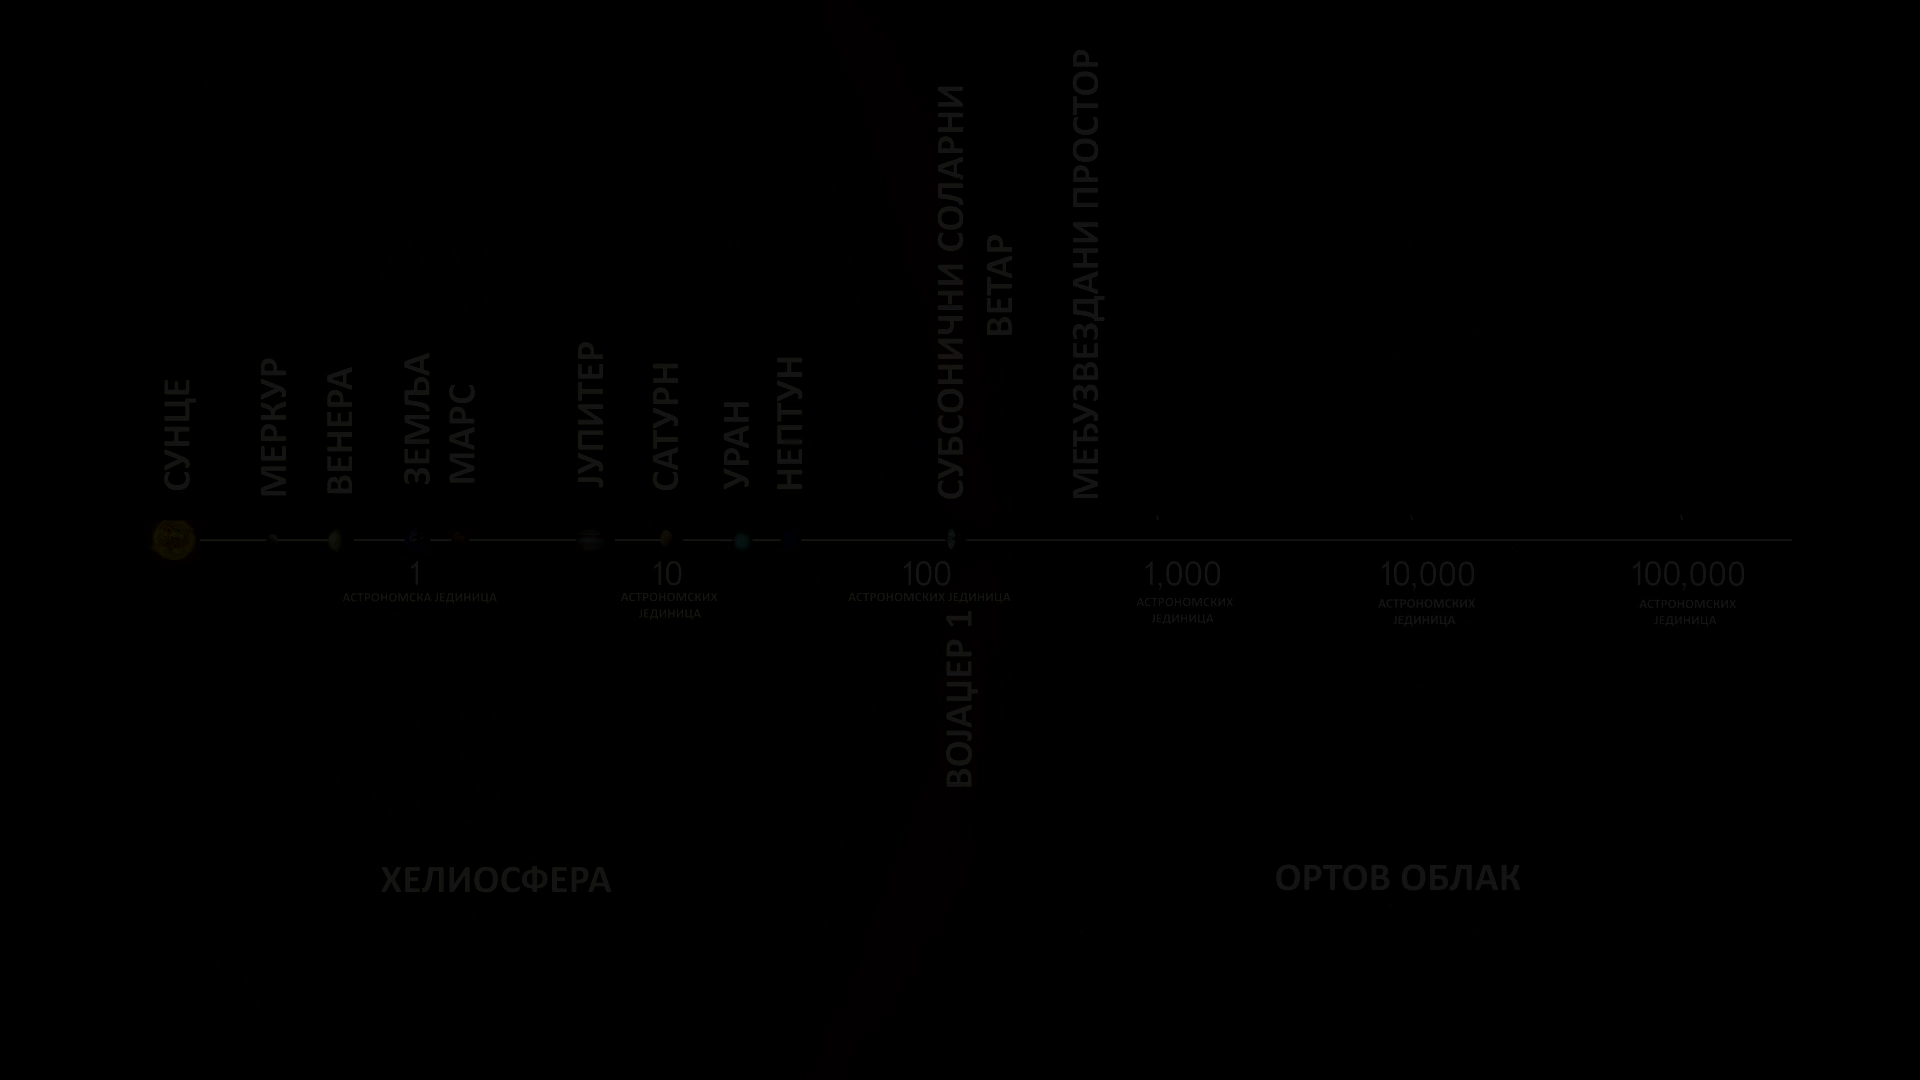 СУНЦЕ
МЕРКУР
ВЕНЕРА
ЗЕМЉА
МАРС
ЈУПИТЕР
САТУРН
УРАН
НЕПТУН
СУБСОНИЧНИ СОЛАРНИ
ВЕТАР
МЕЂУЗВЕЗДАНИ ПРОСТОР
1
АСТРОНОМСКА ЈЕДИНИЦА
10
АСТРОНОМСКИХ
ЈЕДИНИЦА
100
АСТРОНОМСКИХ ЈЕДИНИЦА
1,000
АСТРОНОМСКИХ
ЈЕДИНИЦА
10,000
АСТРОНОМСКИХ
ЈЕДИНИЦА
100,000
АСТРОНОМСКИХ
ЈЕДИНИЦА
ВОЈАЏЕР 1
ХЕЛИОСФЕРА
ОРТОВ ОБЛАК